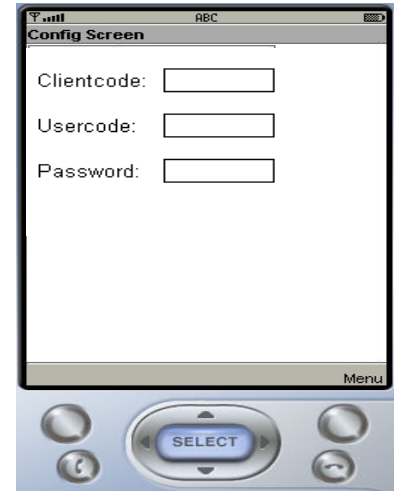 ABC
Config Screen
Clientcode:
Usercode:
Password:
Menu
SELECT